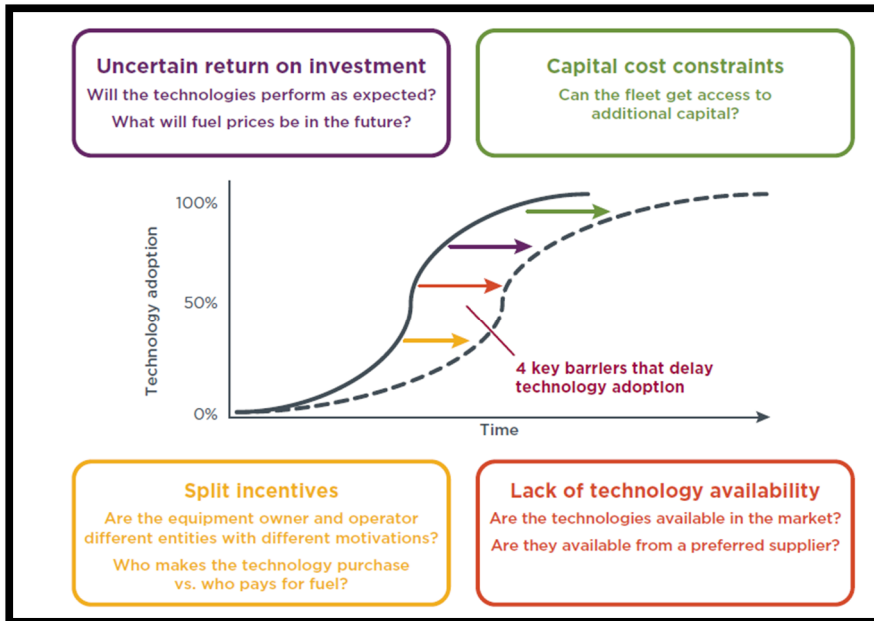 Uncertain return on investment
Will the technologies perform as expected?
What will fuel prices be in the future?
Capital cost constraints
Can the fleet get access to
additional capital?
Technology adoption
100%
50%
0%
4 key barriers that delay
technology adoption
Time
Split incentives
Are the equipment owner and operator
different entities with different motivations?
Who makes the technology purchase
vs. who pays for fuel?
Lack of technology availability
Are the technologies available in the market?
Are they available from a preferred supplier?